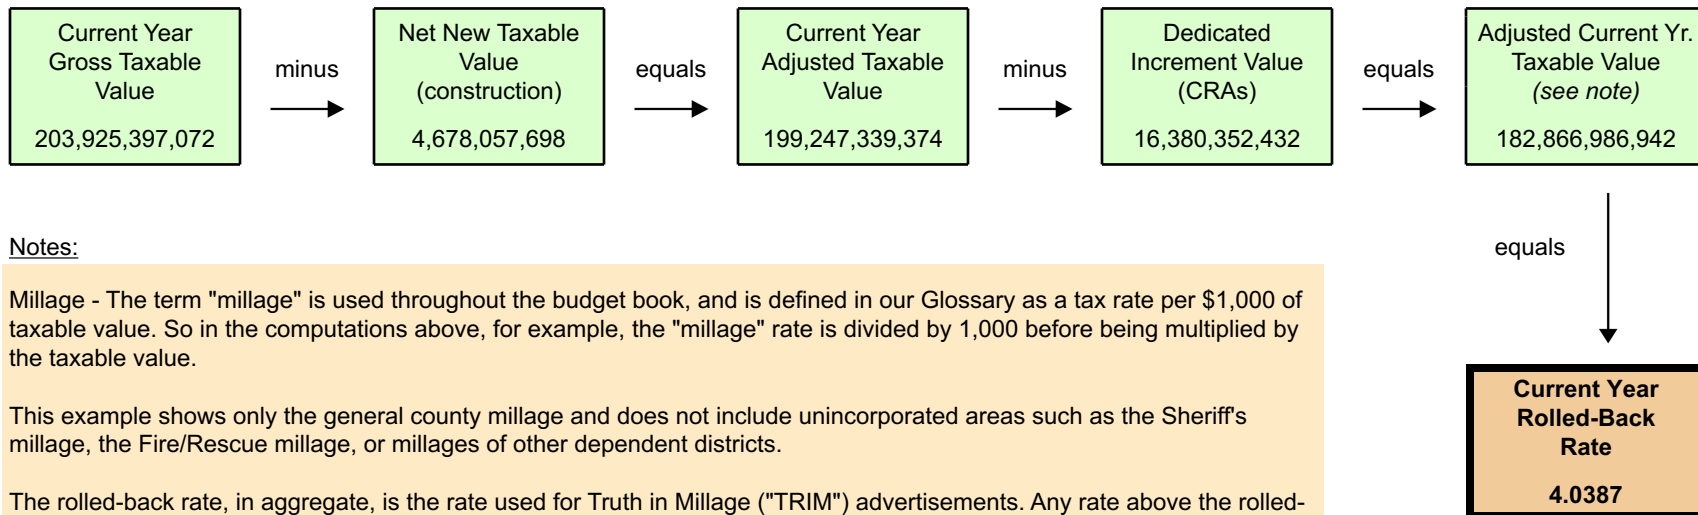 Current Year
Gross Taxable
Value
203,925,397,072
minus
Net New Taxable
Value
(construction)
4,678,057,698
equals
Current Year
Adjusted Taxable
Value
199,247,339,374
minus
Dedicated
Increment Value
(CRAs)
16,380,352,432
equals
Adjusted Current Yr.
Taxable Value
(see note)
182,866,986,942
equals
Notes:
Millage - The term "millage" is used throughout the budget book, and is defined in our Glossary as a tax rate per $1,000 of
taxable value. So in the computations above, for example, the "millage" rate is divided by 1,000 before being multiplied by
the taxable value.
This example shows only the general county millage and does not include unincorporated areas such as the Sheriff's
millage, the Fire/Rescue millage, or millages of other dependent districts.
The rolled-back rate, in aggregate, is the rate used for Truth in Millage ("TRIM") advertisements. Any rate above the rolled-
Current Year
Rolled-Back
Rate
4.0387